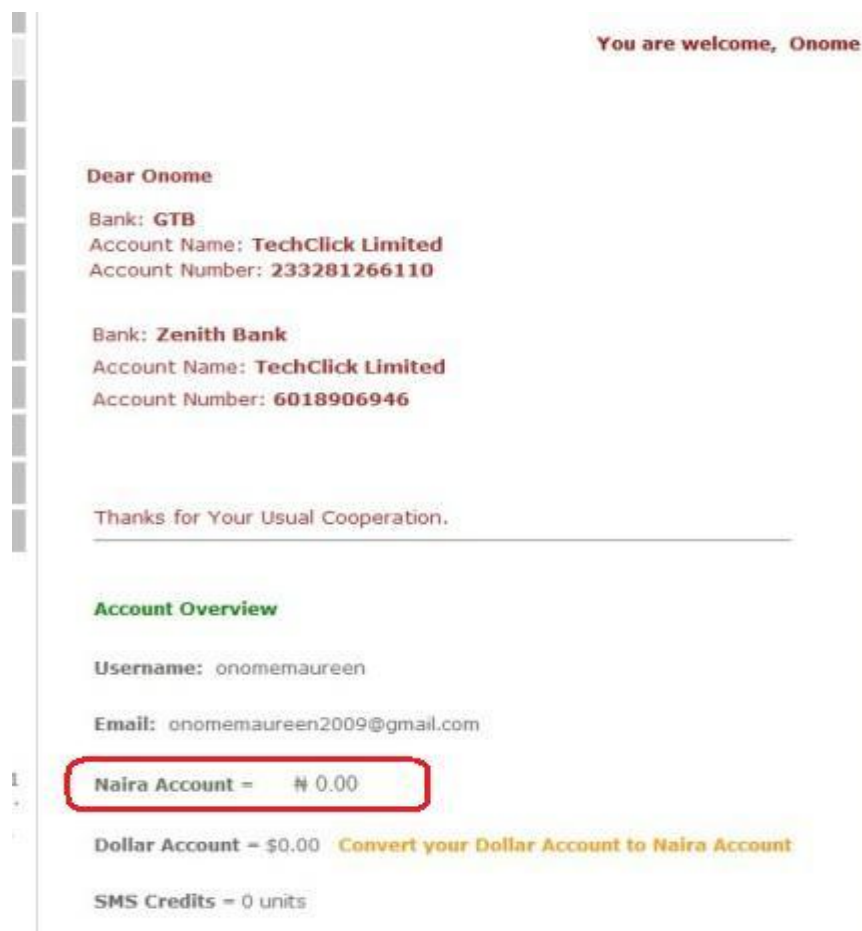 You are welcome, Onome
Dear Onome
Bank: GTB
Account Name: TechClick Limited
Account Number: 233281266110
Bank: Zenith Bank
Account Name: TechClick Limited
Account Number: 6018906946
Thanks for Your Usual Cooperation.
Account Overview
Username: onomemaureen
Email: onomemaureen2009@gmail.com
Naira Account = ₦ 0.00
Dollar Account = $0.00 Convert your Dollar Account to Naira Account
SMS Credits = 0 units